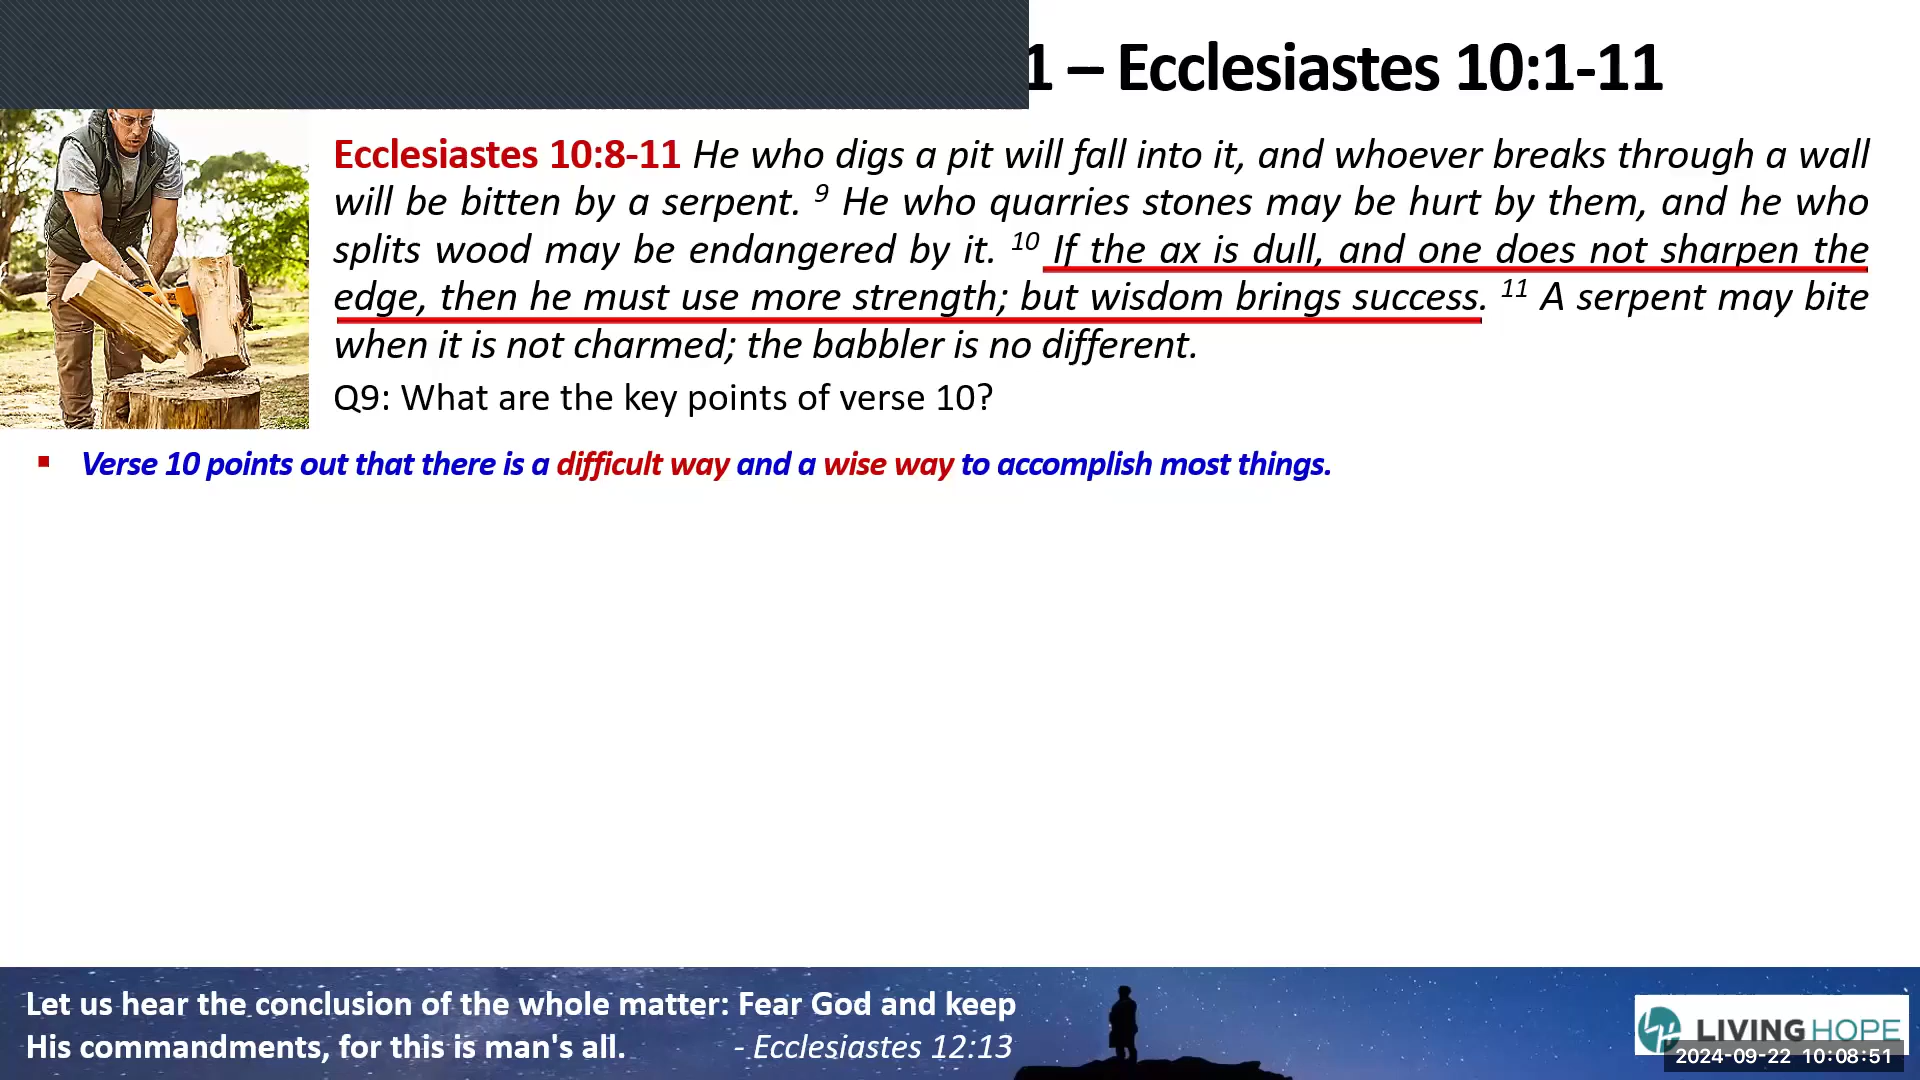 1 – Ecclesiastes 10:1-11
Ecclesiastes 10:8-11 He who digs a pit will fall into it, and whoever breaks through a wall
will be bitten by a serpent. 9 He who quarries stones may be hurt by them, and he who
splits wood may be endangered by it. 10 If the ax is dull, and one does not sharpen the
edge, then he must use more strength; but wisdom brings success. 11 A serpent may bite
when it is not charmed; the babbler is no different.
Q9: What are the key points of verse 10?
▪ Verse 10 points out that there is a difficult way and a wise way to accomplish most things.
Let us hear the conclusion of the whole matter: Fear God and keep
His commandments, for this is man's all. - Ecclesiastes 12:13
LH LIVING HOPE
2024-09-22 10:08:51